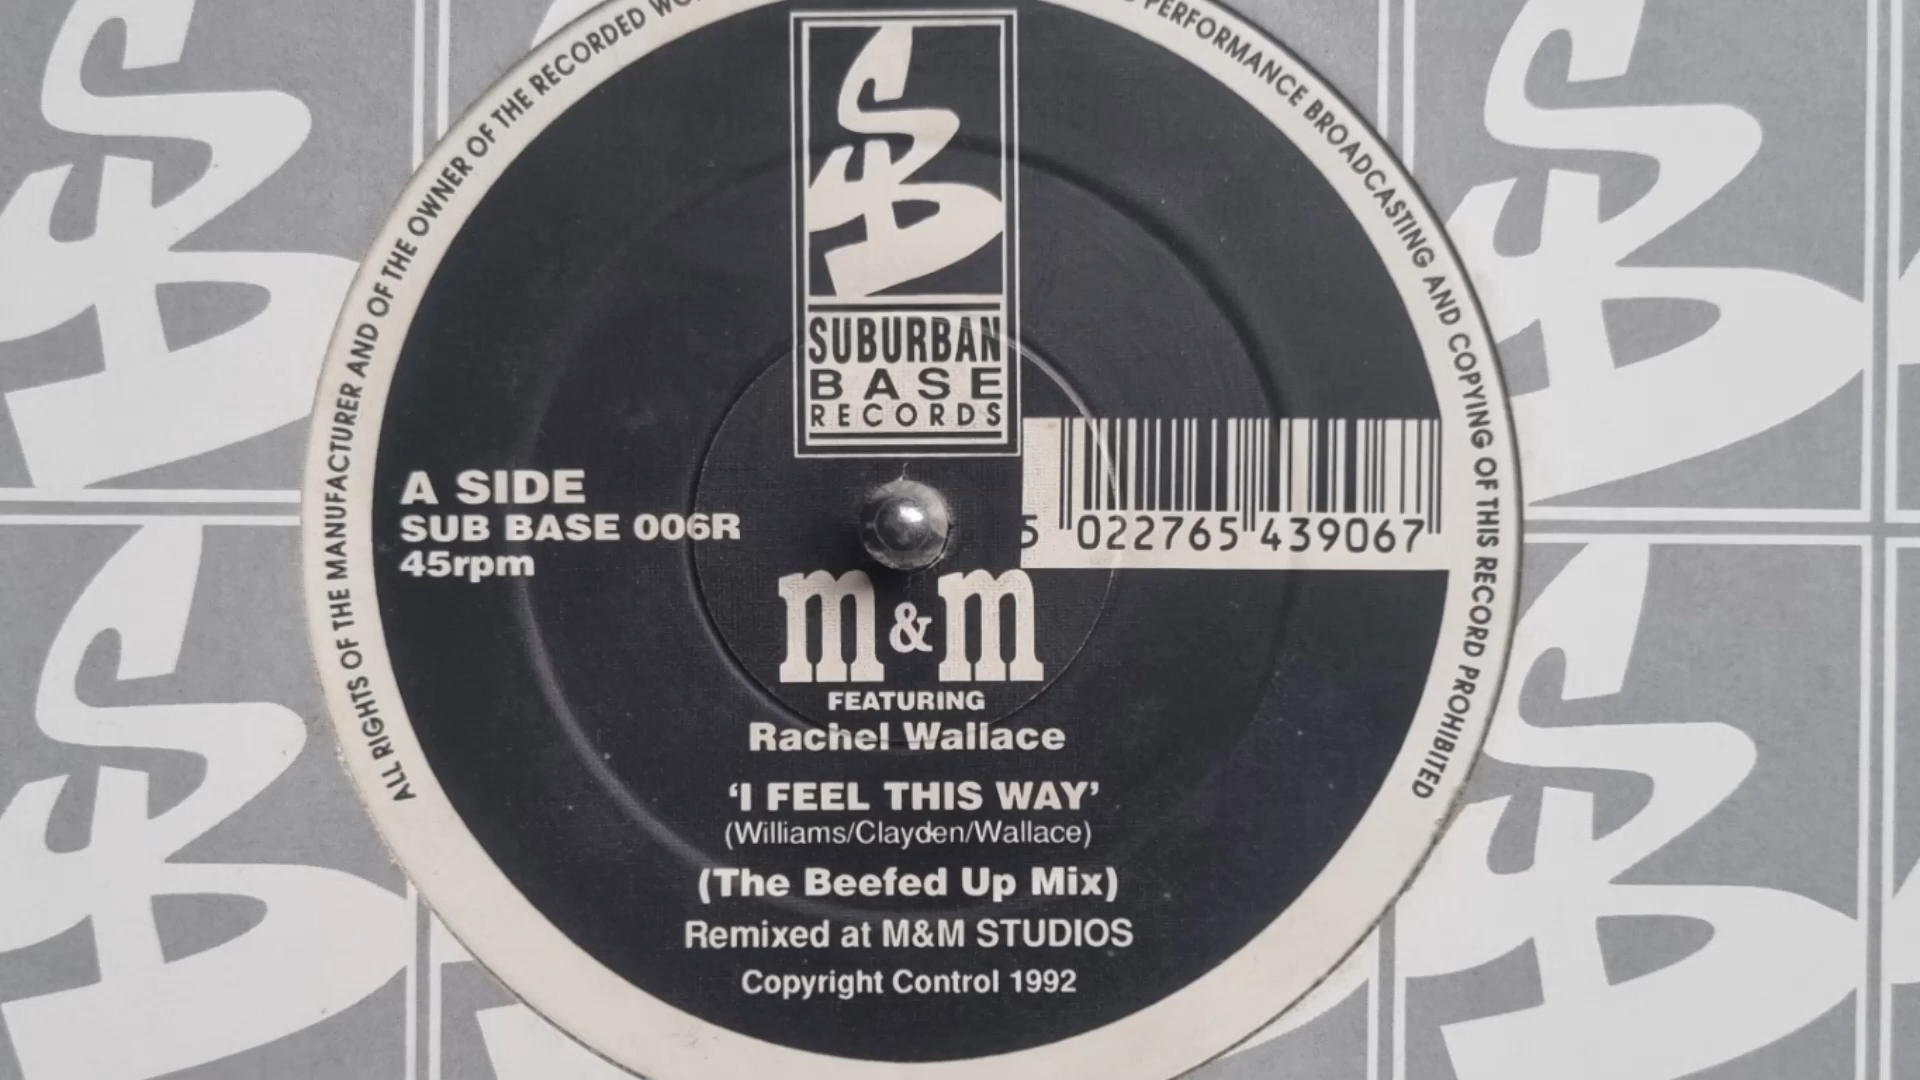 ALL RIGHTS OF THE MANUFACTURER AND OF THE OWNER OF THE RECORDED
PERFORMANCE BROADCASTING AND COPYING OF THIS RECORD PROHIBITED
SUBURBAN
BASE
RECORDS
A SIDE
SUB BASE 006R
45rpm
5 022765 439067
m&m
FEATURING
Rachel Wallace
‘I FEEL THIS WAY’
(Williams/Clayden/Wallace)
(The Beefed Up Mix)
Remixed at M&M STUDIOS
Copyright Control 1992